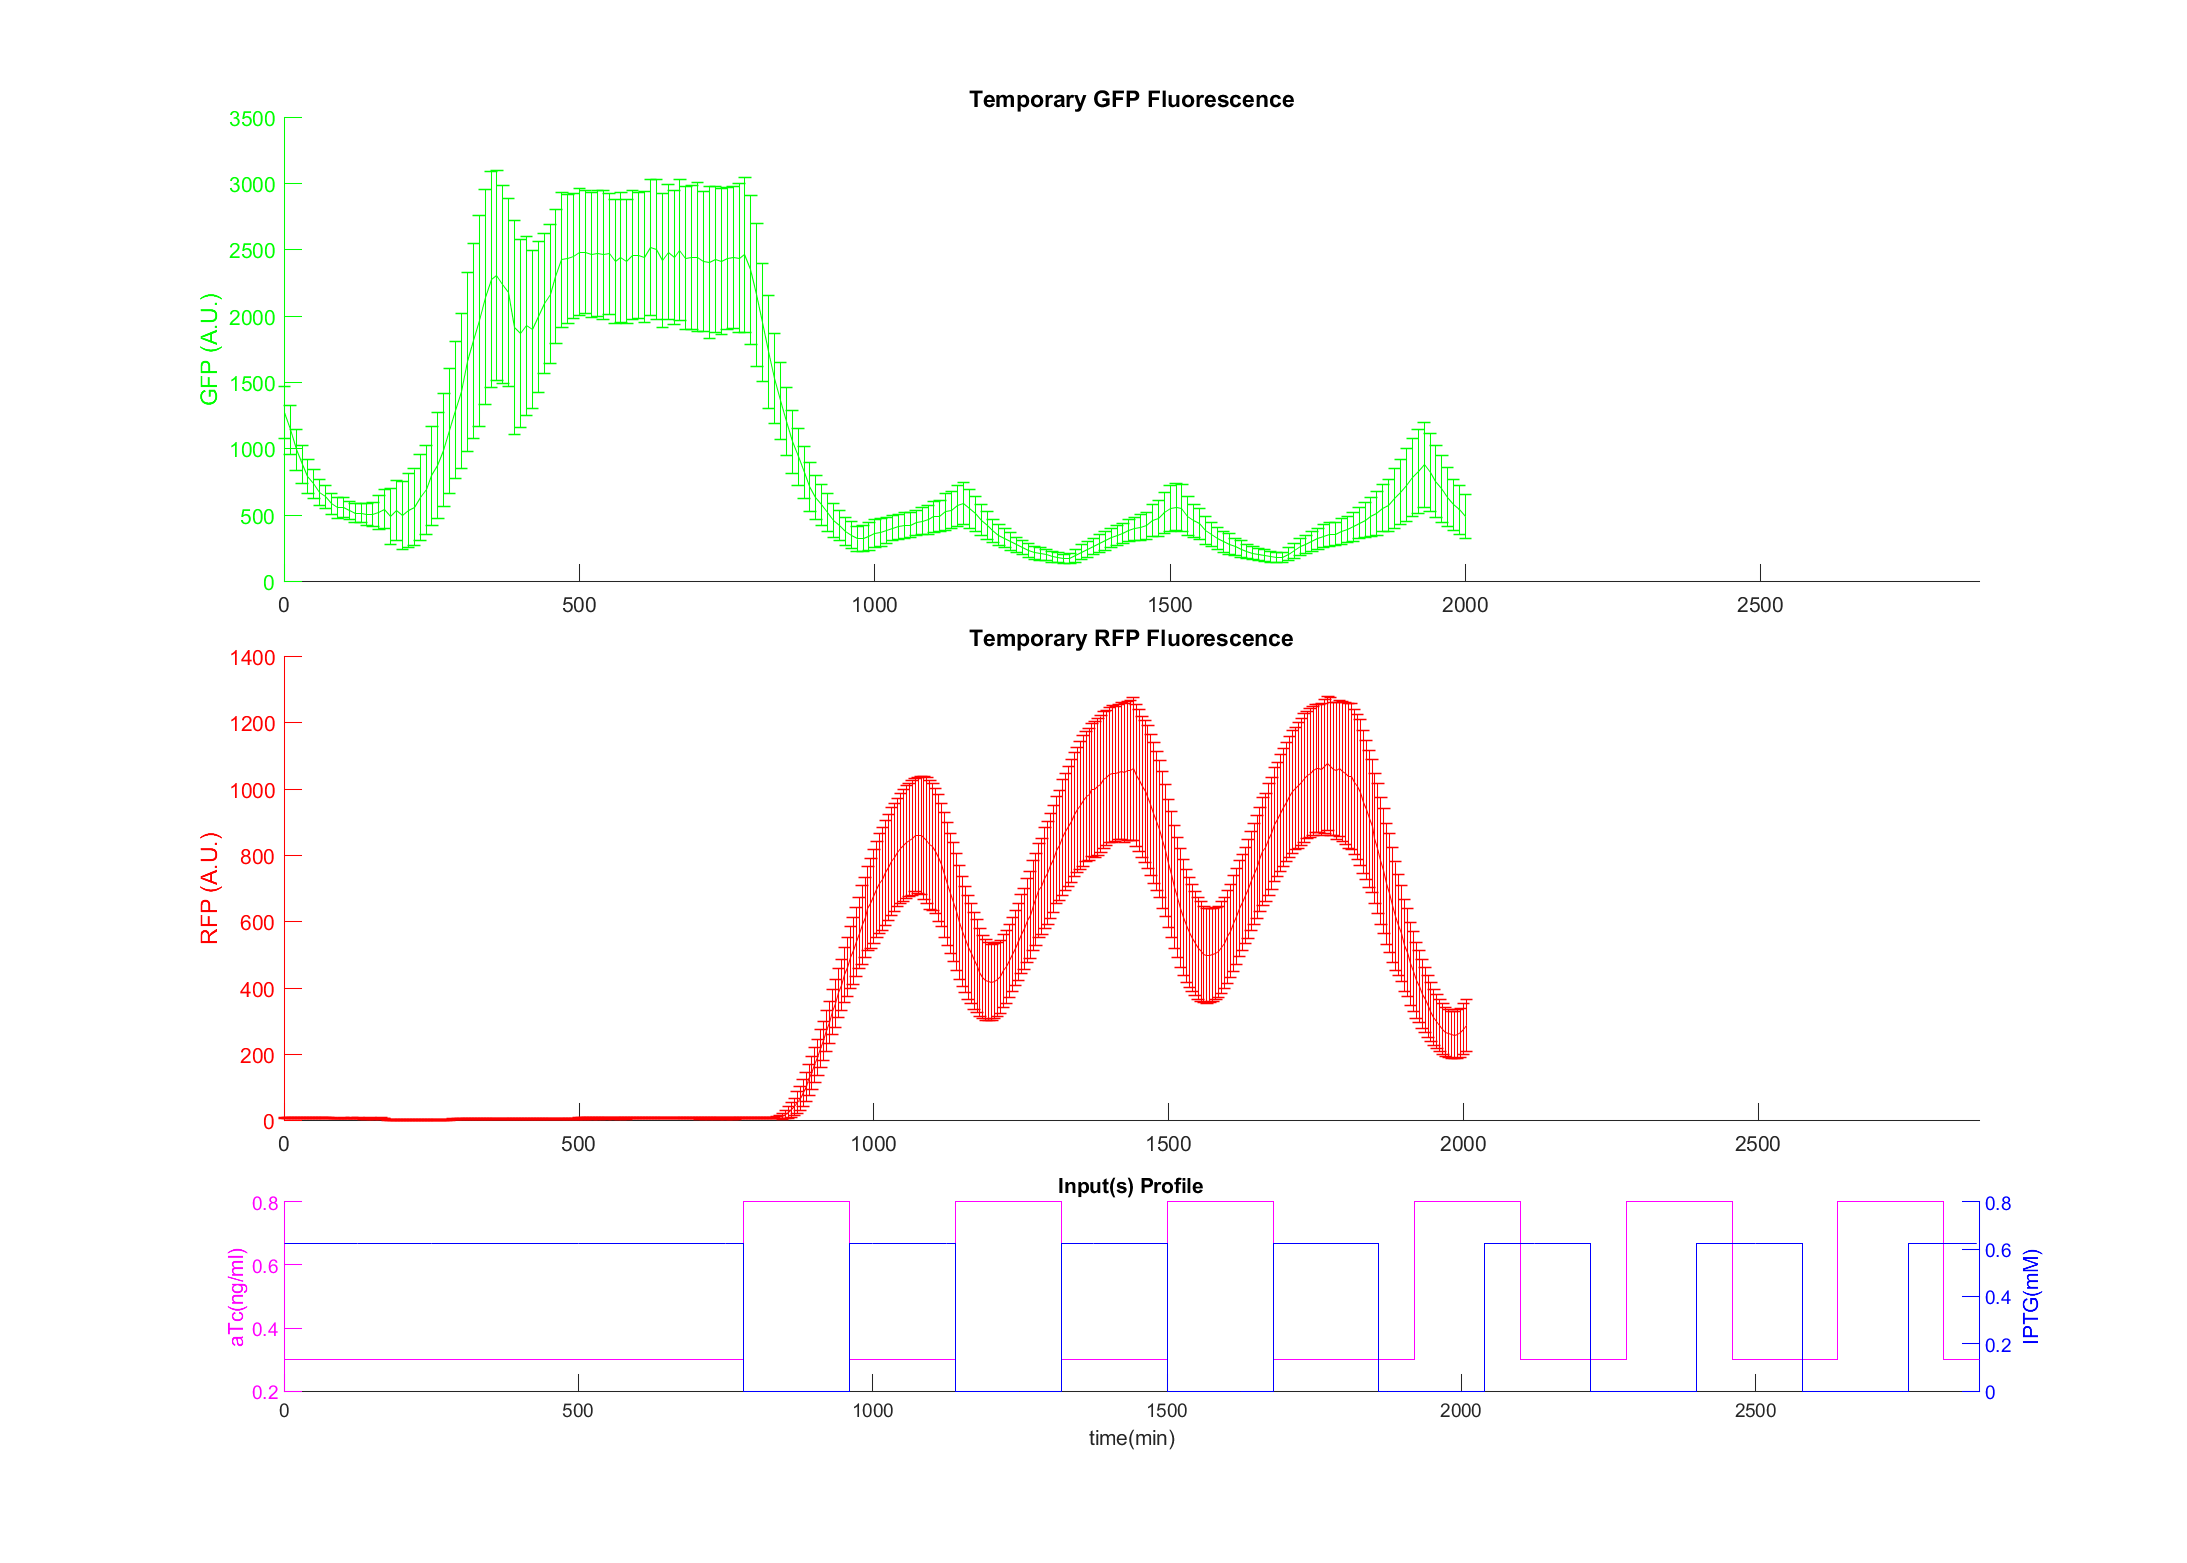 Temporary GFP Fluorescence
3500
3000
2500
2000
1500
1000
500
0
GFP (A.U.)
0 500 1000 1500 2000 2500
Temporary RFP Fluorescence
1400
1200
1000
800
600
400
200
0
RFP (A.U.)
0 500 1000 1500 2000 2500
Input(s) Profile
0.8
0.6
0.4
0.2
aTc(ng/ml)
0.8
0.6
0.4
0.2
0
IPTG(mM)
0 500 1000 1500 2000 2500
time(min)